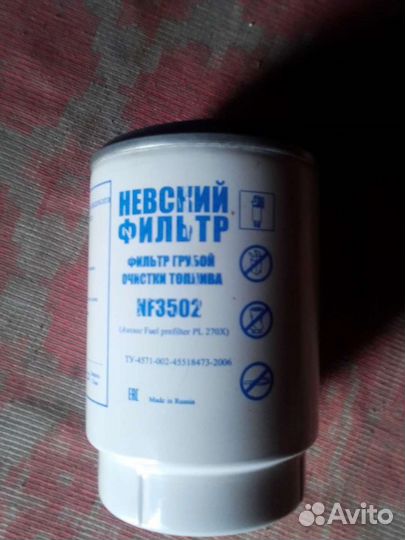 НЕВСКИЙ
ФИЛЬТР
ФИЛЬТР ГРУБОЙ
ОЧИСТКИ ТОПЛИВА
NF3502
(Аналог Fuel prefilter PL 270X)
ТУ-4571-002-45518473-2006
EAC Made in Russia
Avito